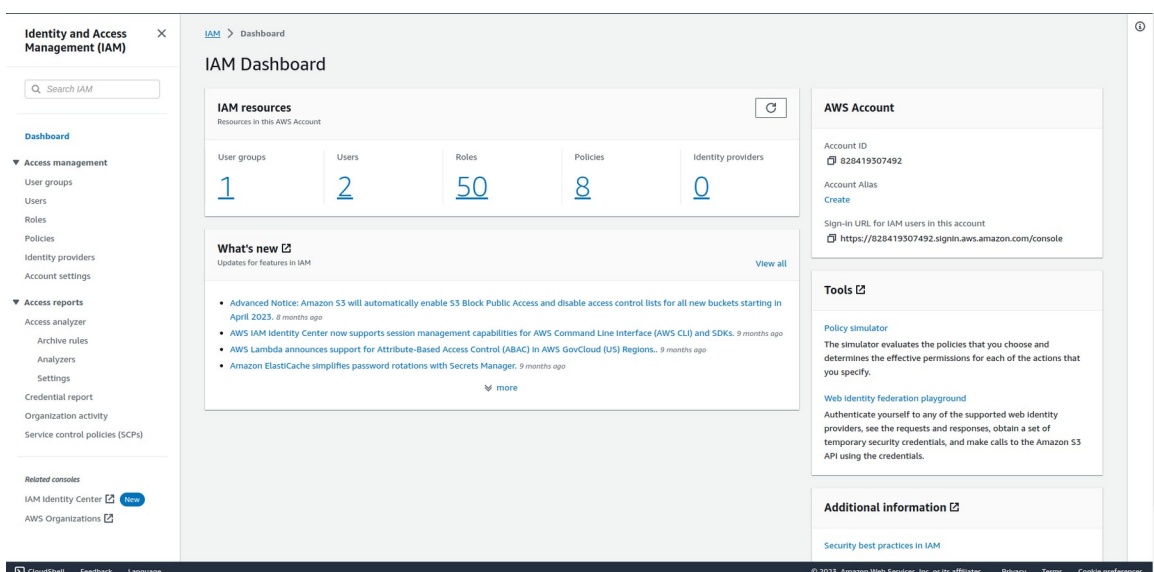 Identity and Access
Management (IAM)
Search IAM
Dashboard
Access management
User groups
Users
Roles
Policies
Identity providers
Account settings
Access reports
Access analyzer
Archive rules
Analyzers
Settings
Credential report
Organization activity
Service control policies (SCPs)
Related consoles
IAM Identity Center New
AWS Organizations
IAM > Dashboard
IAM Dashboard
IAM resources
Resources in this AWS Account
User groups Users Roles Policies Identity providers
1 2 50 8 0
What's new
Updates for features in IAM
View all
Advanced Notice: Amazon S3 will automatically enable S3 Block Public Access and disable access control lists for all new buckets starting in
April 2023. 8 months ago
AWS IAM Identity Center now supports session management capabilities for AWS Command Line Interface (AWS CLI) and SDKs. 9 months ago
AWS Lambda announces support for Attribute-Based Access Control (ABAC) in AWS GovCloud (US) Regions.. 9 months ago
Amazon ElastiCache simplifies password rotations with Secrets Manager. 9 months ago
more
AWS Account
Account ID
828419307492
Account Alias
Create
Sign-in URL for IAM users in this account
https://828419307492.signin.aws.amazon.com/console
Tools
Policy simulator
The simulator evaluates the policies that you choose and
determines the effective permissions for each of the actions that
you specify.
Web identity federation playground
Authenticate yourself to any of the supported web identity
providers, see the requests and responses, obtain a set of
temporary security credentials, and make calls to the Amazon S3
API using the credentials.
Additional information
Security best practices in IAM
CloudShell Feedback Language
© 2023, Amazon Web Services, Inc. or its affiliates. Privacy Terms Cookie preferences